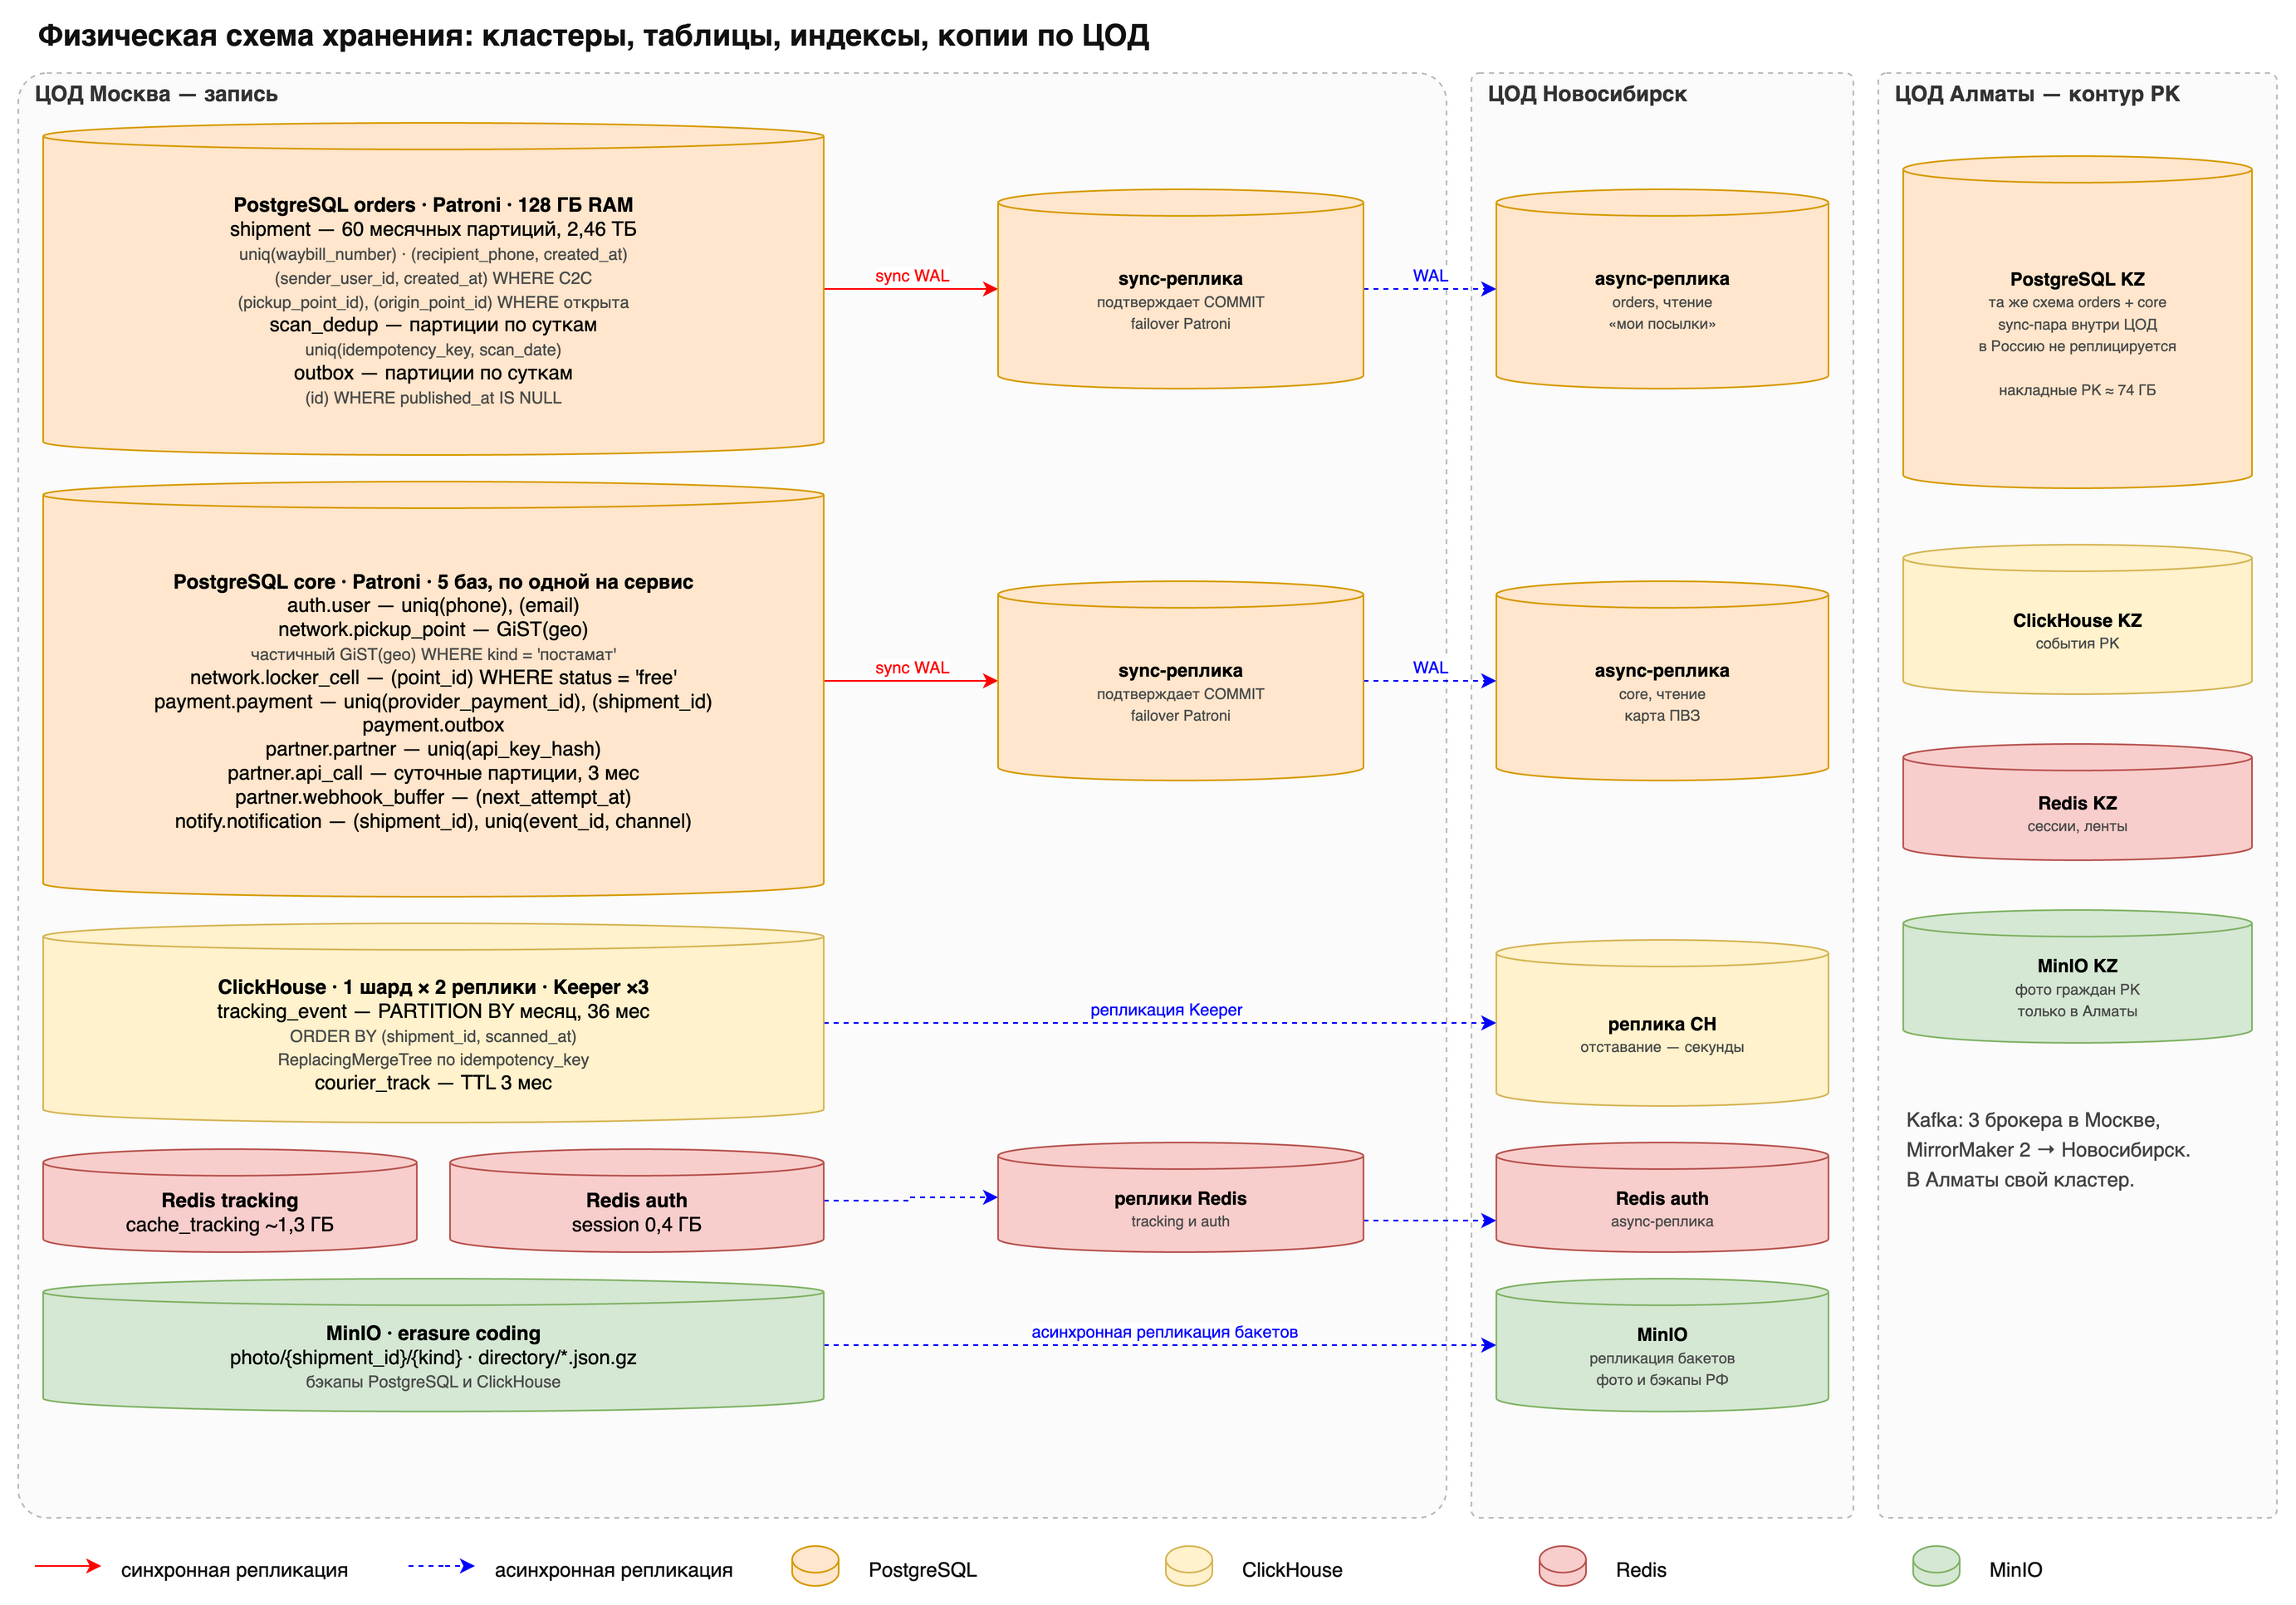 Физическая схема хранения: кластеры, таблицы, индексы, копии по ЦОД
ЦОД Москва — запись
PostgreSQL orders · Patroni · 128 ГБ RAM
shipment — 60 месячных партиций, 2,46 ТБ
uniq(waybill_number) · (recipient_phone, created_at)
(sender_user_id, created_at) WHERE C2C
(pickup_point_id), (origin_point_id) WHERE открыта
scan_dedup — партиции по суткам
uniq(idempotency_key, scan_date)
outbox — партиции по суткам
(id) WHERE published_at IS NULL
sync WAL
sync-реплика
подтверждает COMMIT
failover Patroni
WAL
PostgreSQL core · Patroni · 5 баз, по одной на сервис
auth.user — uniq(phone), (email)
network.pickup_point — GiST(geo)
частичный GiST(geo) WHERE kind = 'постамат'
network.locker_cell — (point_id) WHERE status = 'free'
payment.payment — uniq(provider_payment_id), (shipment_id)
payment.outbox
partner.partner — uniq(api_key_hash)
partner.api_call — суточные партиции, 3 мес
partner.webhook_buffer — (next_attempt_at)
notify.notification — (shipment_id), uniq(event_id, channel)
sync WAL
sync-реплика
подтверждает COMMIT
failover Patroni
WAL
ClickHouse · 1 шард × 2 реплики · Keeper ×3
tracking_event — PARTITION BY месяц, 36 мес
ORDER BY (shipment_id, scanned_at)
ReplacingMergeTree по idempotency_key
courier_track — TTL 3 мес
репликация Keeper
Redis tracking
cache_tracking ~1,3 ГБ
Redis auth
session 0,4 ГБ
реплики Redis
tracking и auth
MinIO · erasure coding
photo/{shipment_id}/{kind} · directory/*.json.gz
бэкапы PostgreSQL и ClickHouse
асинхронная репликация бакетов
ЦОД Новосибирск
async-реплика
orders, чтение
«мои посылки»
async-реплика
core, чтение
карта ПВЗ
реплика CH
отставание — секунды
Redis auth
async-реплика
MinIO
репликация бакетов
фото и бэкапы РФ
ЦОД Алматы — контур РК
PostgreSQL KZ
та же схема orders + core
sync-пара внутри ЦОД
в Россию не реплицируется
накладные РК ≈ 74 ГБ
ClickHouse KZ
события РК
Redis KZ
сессии, ленты
MinIO KZ
фото граждан РК
только в Алматы
Kafka: 3 брокера в Москве,
MirrorMaker 2 → Новосибирск.
В Алматы свой кластер.
синхронная репликация
асинхронная репликация
PostgreSQL
ClickHouse
Redis
MinIO